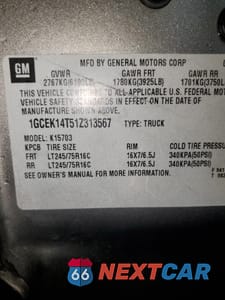 GM
MFD BY GENERAL MOTORS CORP
GVWR GAWR FRT GAWR RR
2767KG(6100LB) 1780KG(3925LB) 1701KG(3750L
THIS VEHICLE CONFORMS TO ALL APPLICABLE U.S. FEDERAL MOTOR
VEHICLE SAFETY STANDARDS IN EFFECT ON THE DATE OF
MANUFACTURE SHOWN ABOVE.
1GCEK14T51Z313567 TYPE: TRUCK
MODEL: K15703
KPCB TIRE SIZE RIM COLD TIRE PRESSU
FRT LT245/75R16C 16X7/6.5J 340KPA(50PSI)
RR LT245/75R16C 16X7/6.5J 340KPA(50PSI)
SEE OWNER'S MANUAL FOR ADDITIONAL INFORMATION.
66 NEXTCAR